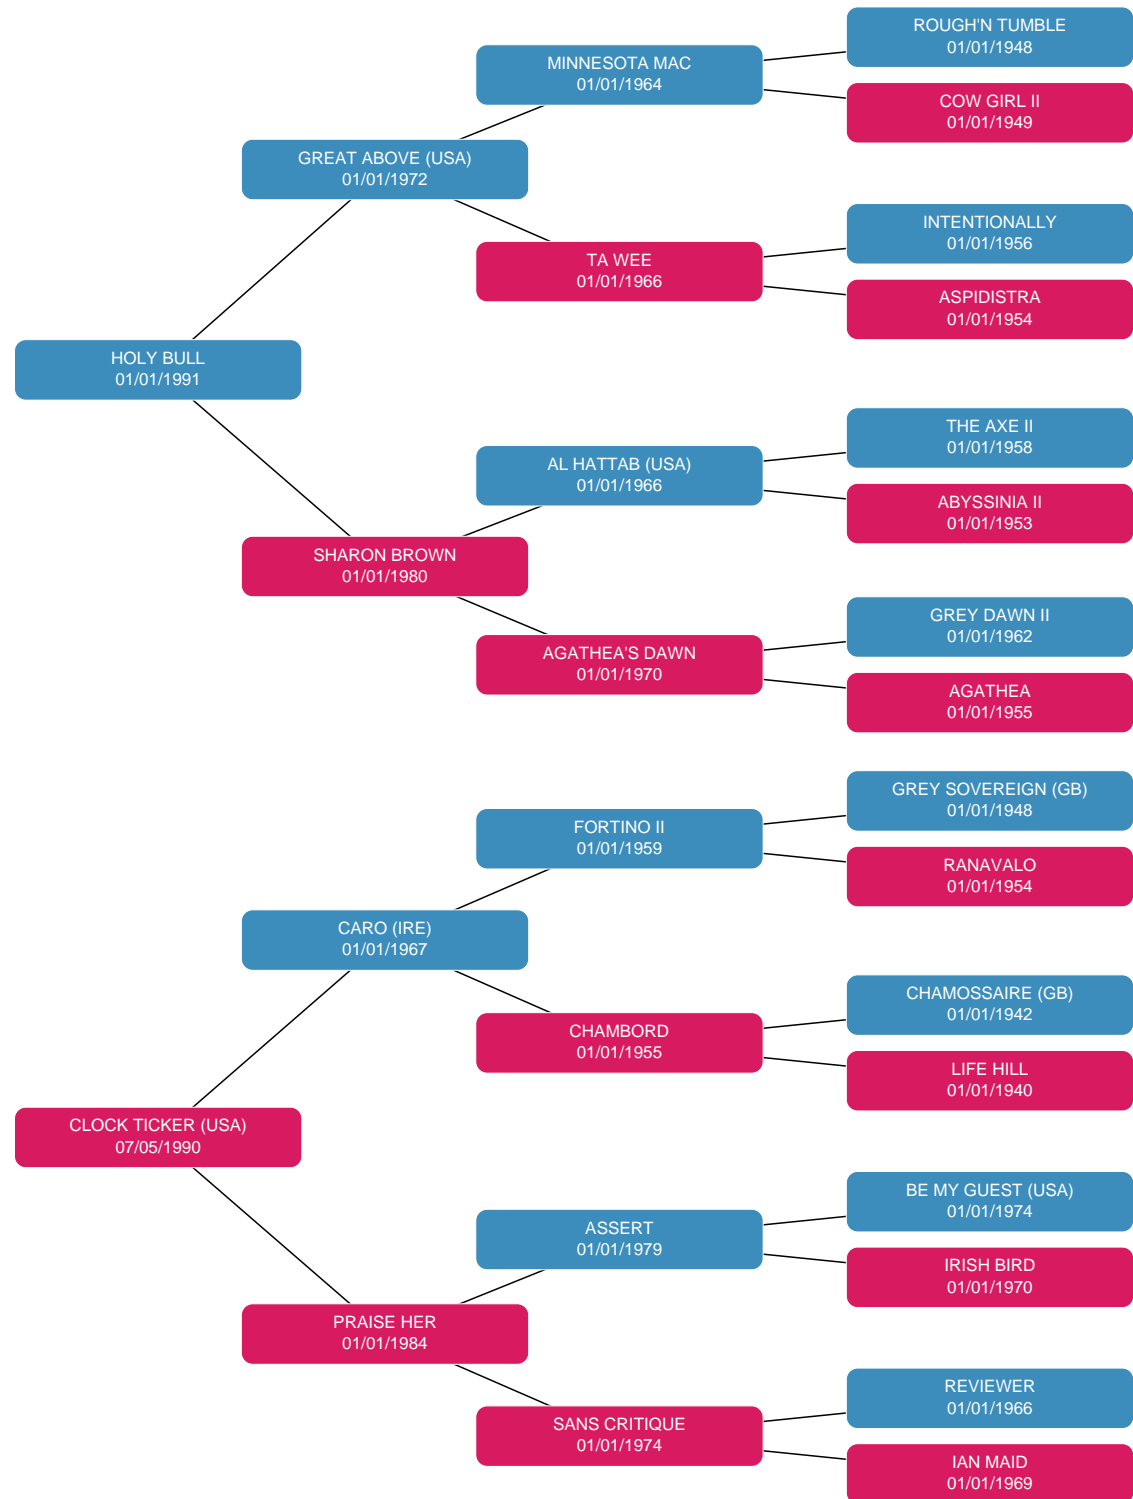 ROUGH'N TUMBLE
01/01/1948
MINNESOTA MAC
01/01/1964
COW GIRL II
01/01/1949
GREAT ABOVE (USA)
01/01/1972
INTENTIONALLY
01/01/1956
TA WEE
01/01/1966
ASPIDISTRA
01/01/1954
HOLY BULL
01/01/1991
THE AXE II
01/01/1958
AL HATTAB (USA)
01/01/1966
ABYSSINIA II
01/01/1953
SHARON BROWN
01/01/1980
GREY DAWN II
01/01/1962
AGATHEA'S DAWN
01/01/1970
AGATHEA
01/01/1955
GREY SOVEREIGN (GB)
01/01/1948
FORTINO II
01/01/1959
RANAVALO
01/01/1954
CARO (IRE)
01/01/1967
CHAMOSSAIRE (GB)
01/01/1942
CHAMBORD
01/01/1955
LIFE HILL
01/01/1940
CLOCK TICKER (USA)
07/05/1990
BE MY GUEST (USA)
01/01/1974
ASSERT
01/01/1979
IRISH BIRD
01/01/1970
PRAISE HER
01/01/1984
REVIEWER
01/01/1966
SANS CRITIQUE
01/01/1974
IAN MAID
01/01/1969